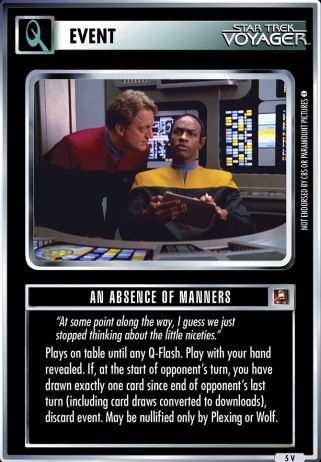 Q EVENT
STAR TREK
VOYAGER
NOT ENDORSED BY CBS OR PARAMOUNT PICTURES
AN ABSENCE OF MANNERS
"At some point along the way, I guess we just
stopped thinking about the little niceties."
Plays on table until any Q-Flash. Play with your hand
revealed. If, at the start of opponent's turn, you have
drawn exactly one card since end of opponent's last
turn (including card draws converted to downloads),
discard event. May be nullified only by Plexing or Wolf.
5 V